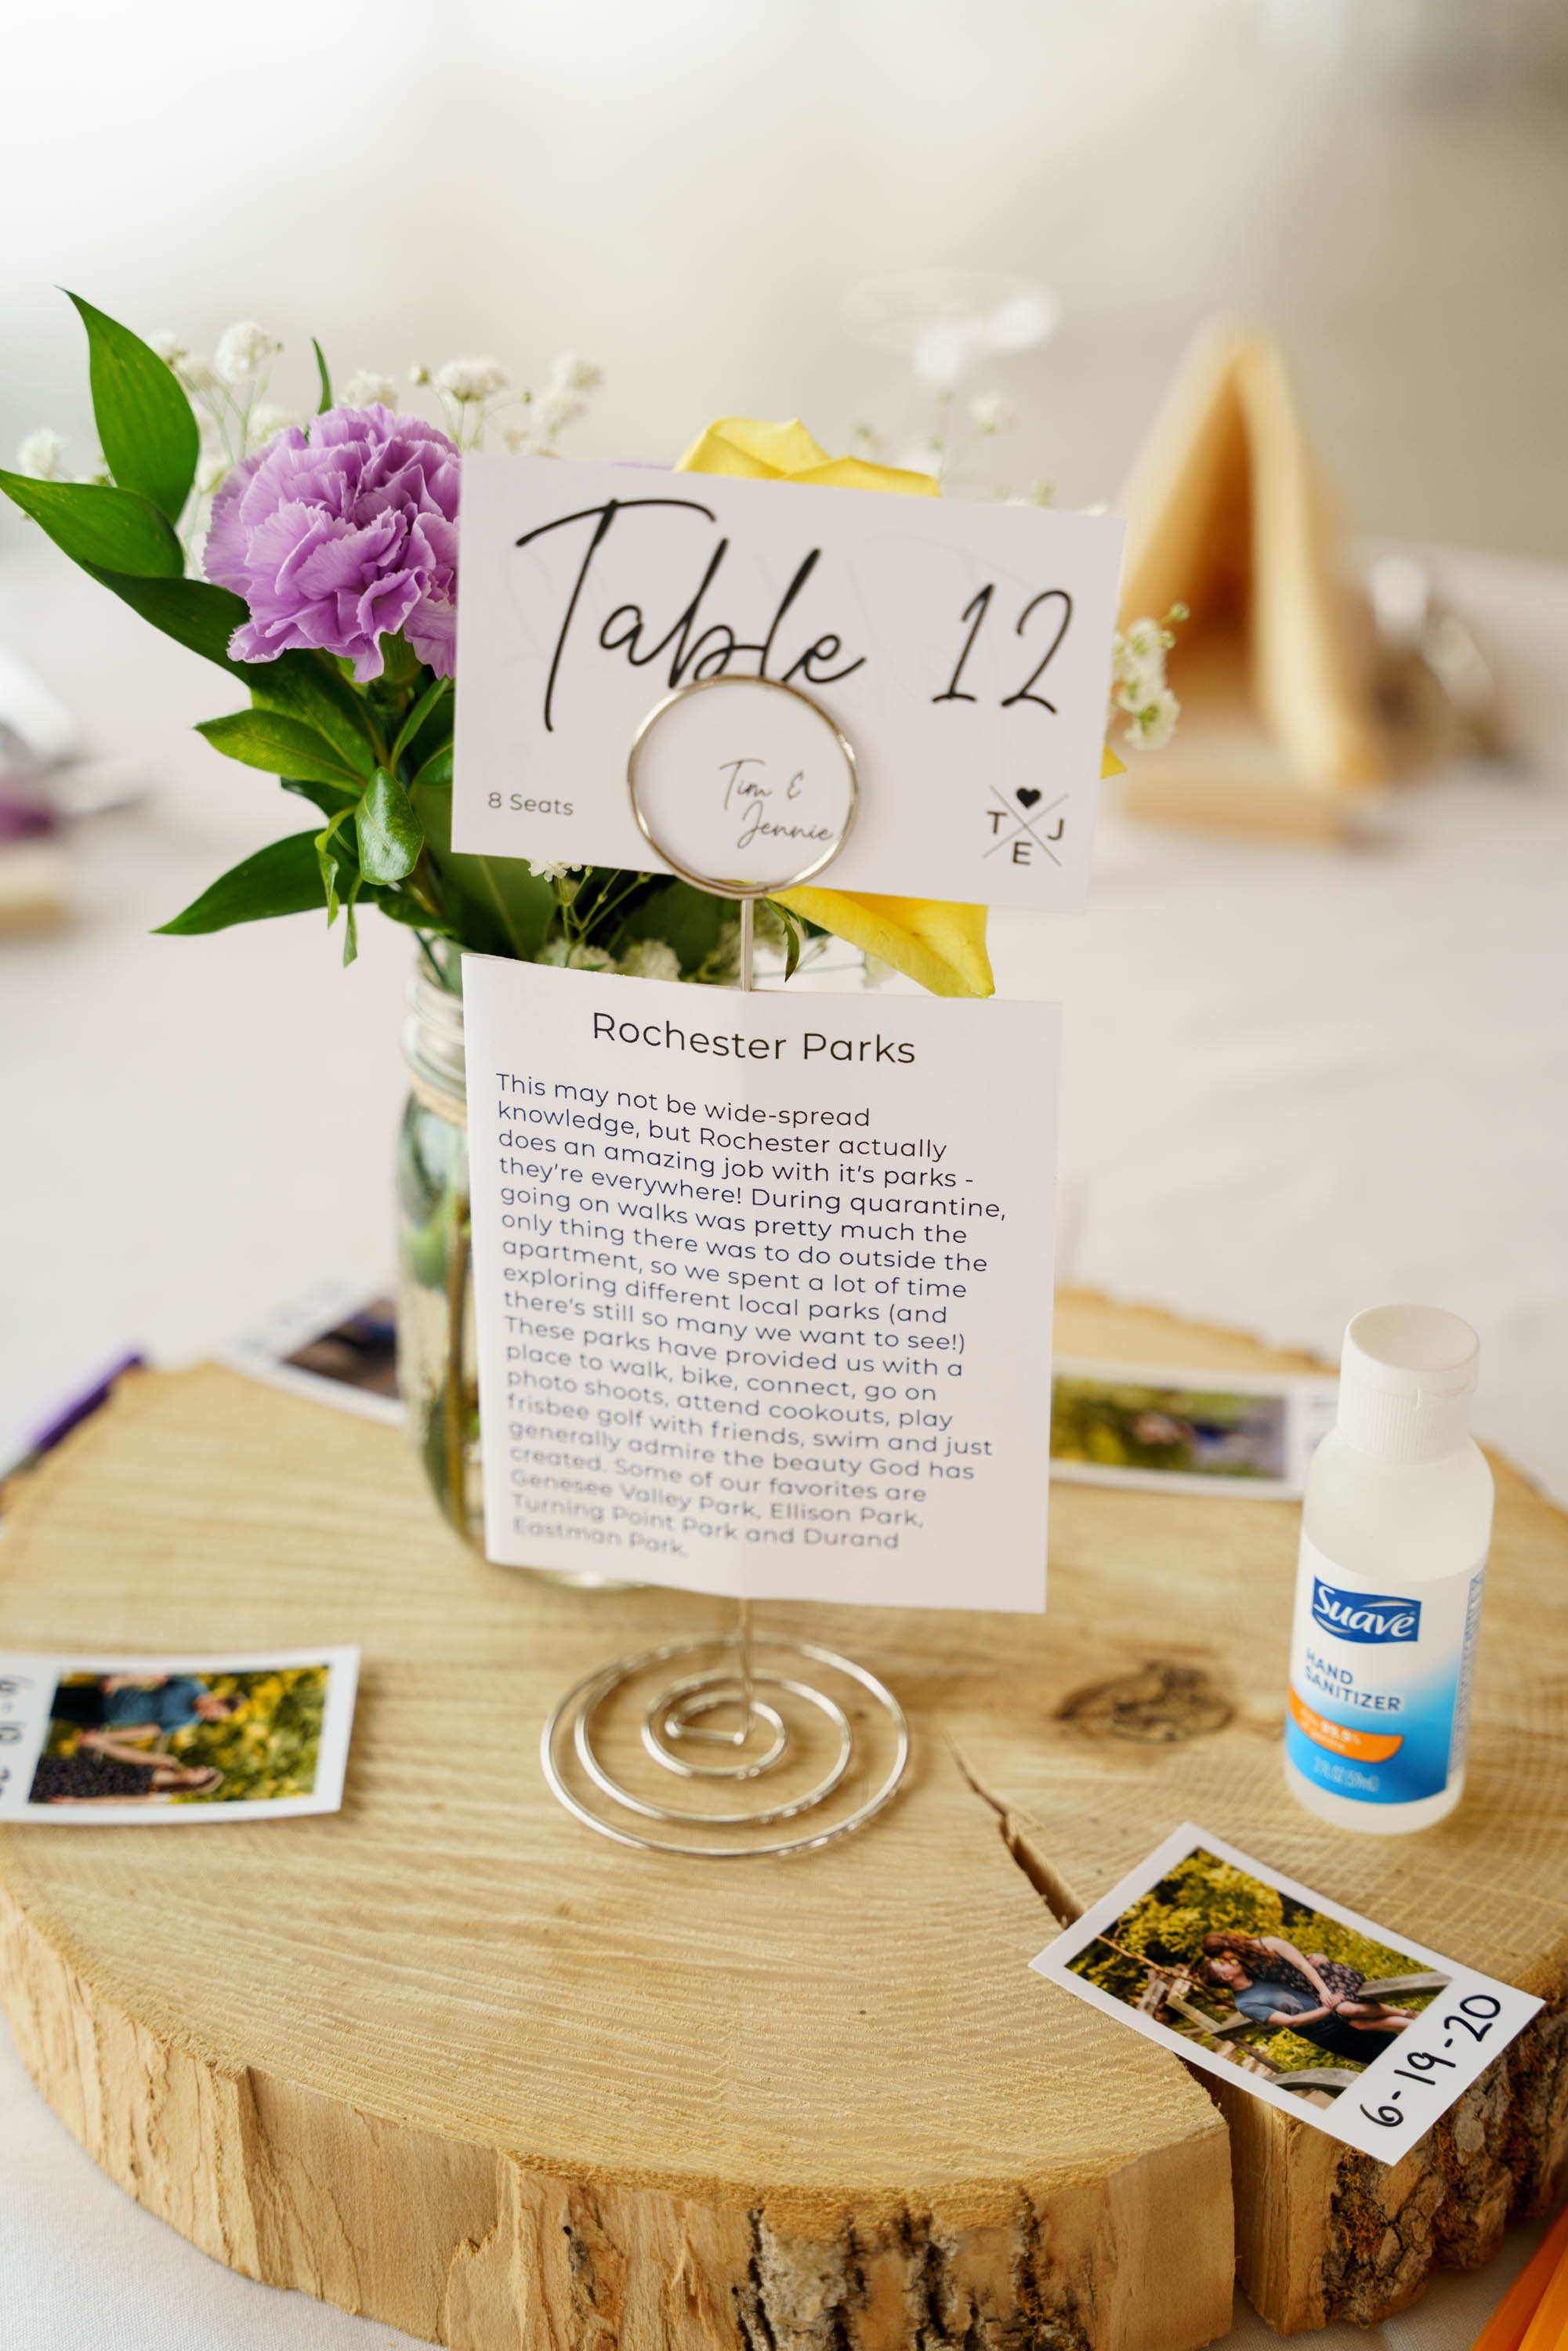 Table 12
8 Seats
Tim &
Jennie
T J
E
Rochester Parks
This may not be wide-spread
knowledge, but Rochester actually
does an amazing job with it's parks -
they're everywhere! During quarantine,
going on walks was pretty much the
only thing there was to do outside the
apartment, so we spent a lot of time
exploring different local parks (and
there's still so many we want to see!)
These parks have provided us with a
place to walk, bike, connect, go on
photo shoots, attend cookouts, play
frisbee golf with friends, swim and just
generally admire the beauty God has
created. Some of our favorites are
Genesee Valley Park, Ellison Park,
Turning Point Park and Durand
Eastman Park.
Suave
HAND
SANITIZER
6-19-20